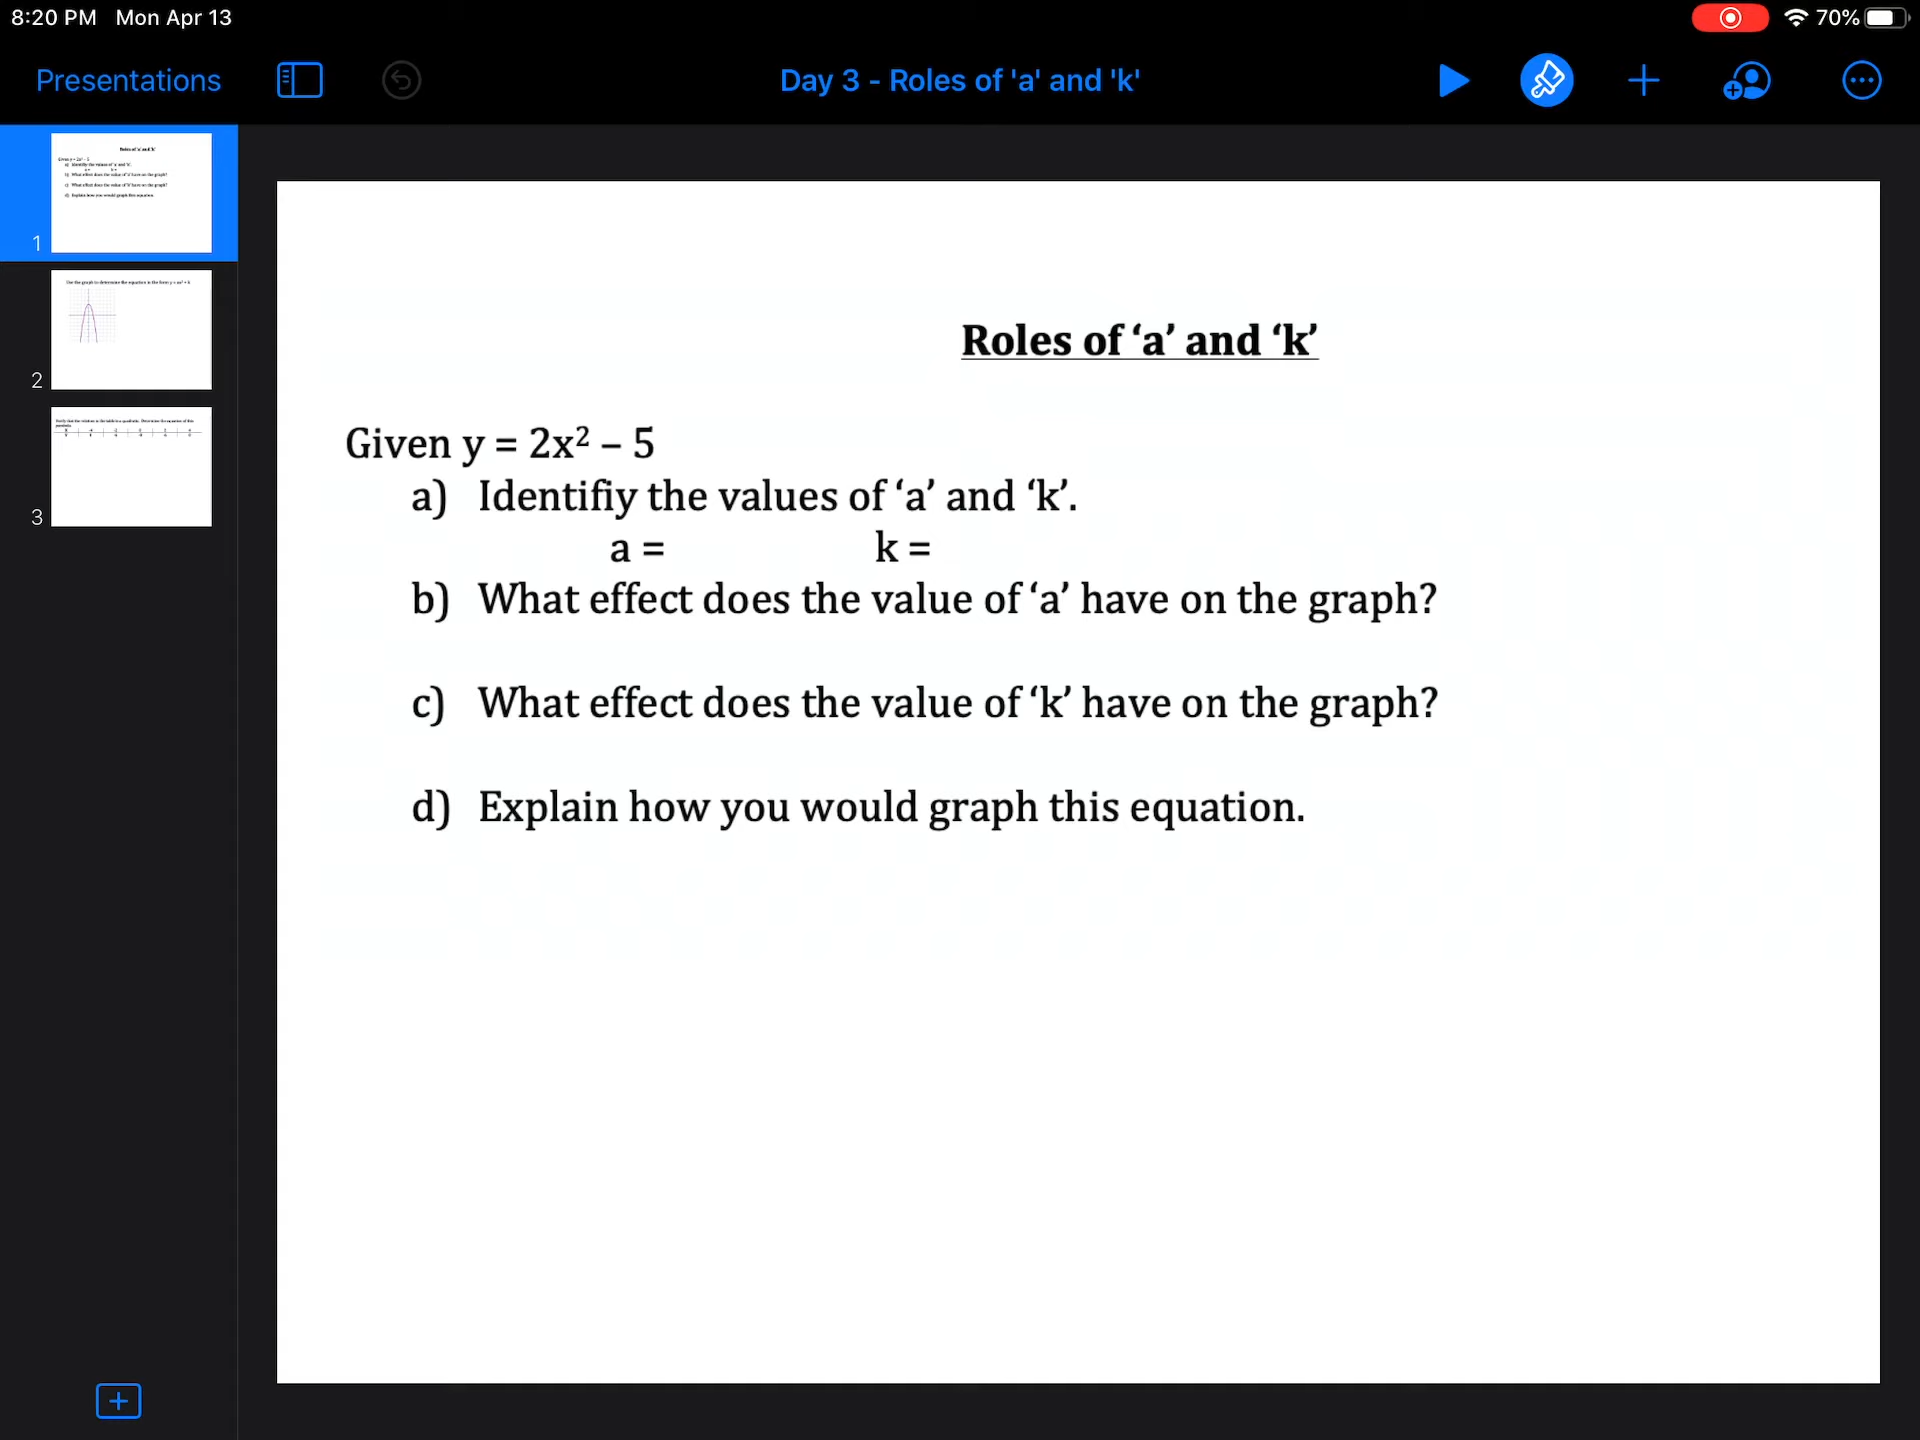 8:20 PM Mon Apr 13
70%
Presentations
Day 3 - Roles of 'a' and 'k'
1
2
3
Roles of ‘a’ and ‘k’
Given y = 2x² – 5
a) Identifiy the values of ‘a’ and ‘k’.
a = k =
b) What effect does the value of ‘a’ have on the graph?
c) What effect does the value of ‘k’ have on the graph?
d) Explain how you would graph this equation.